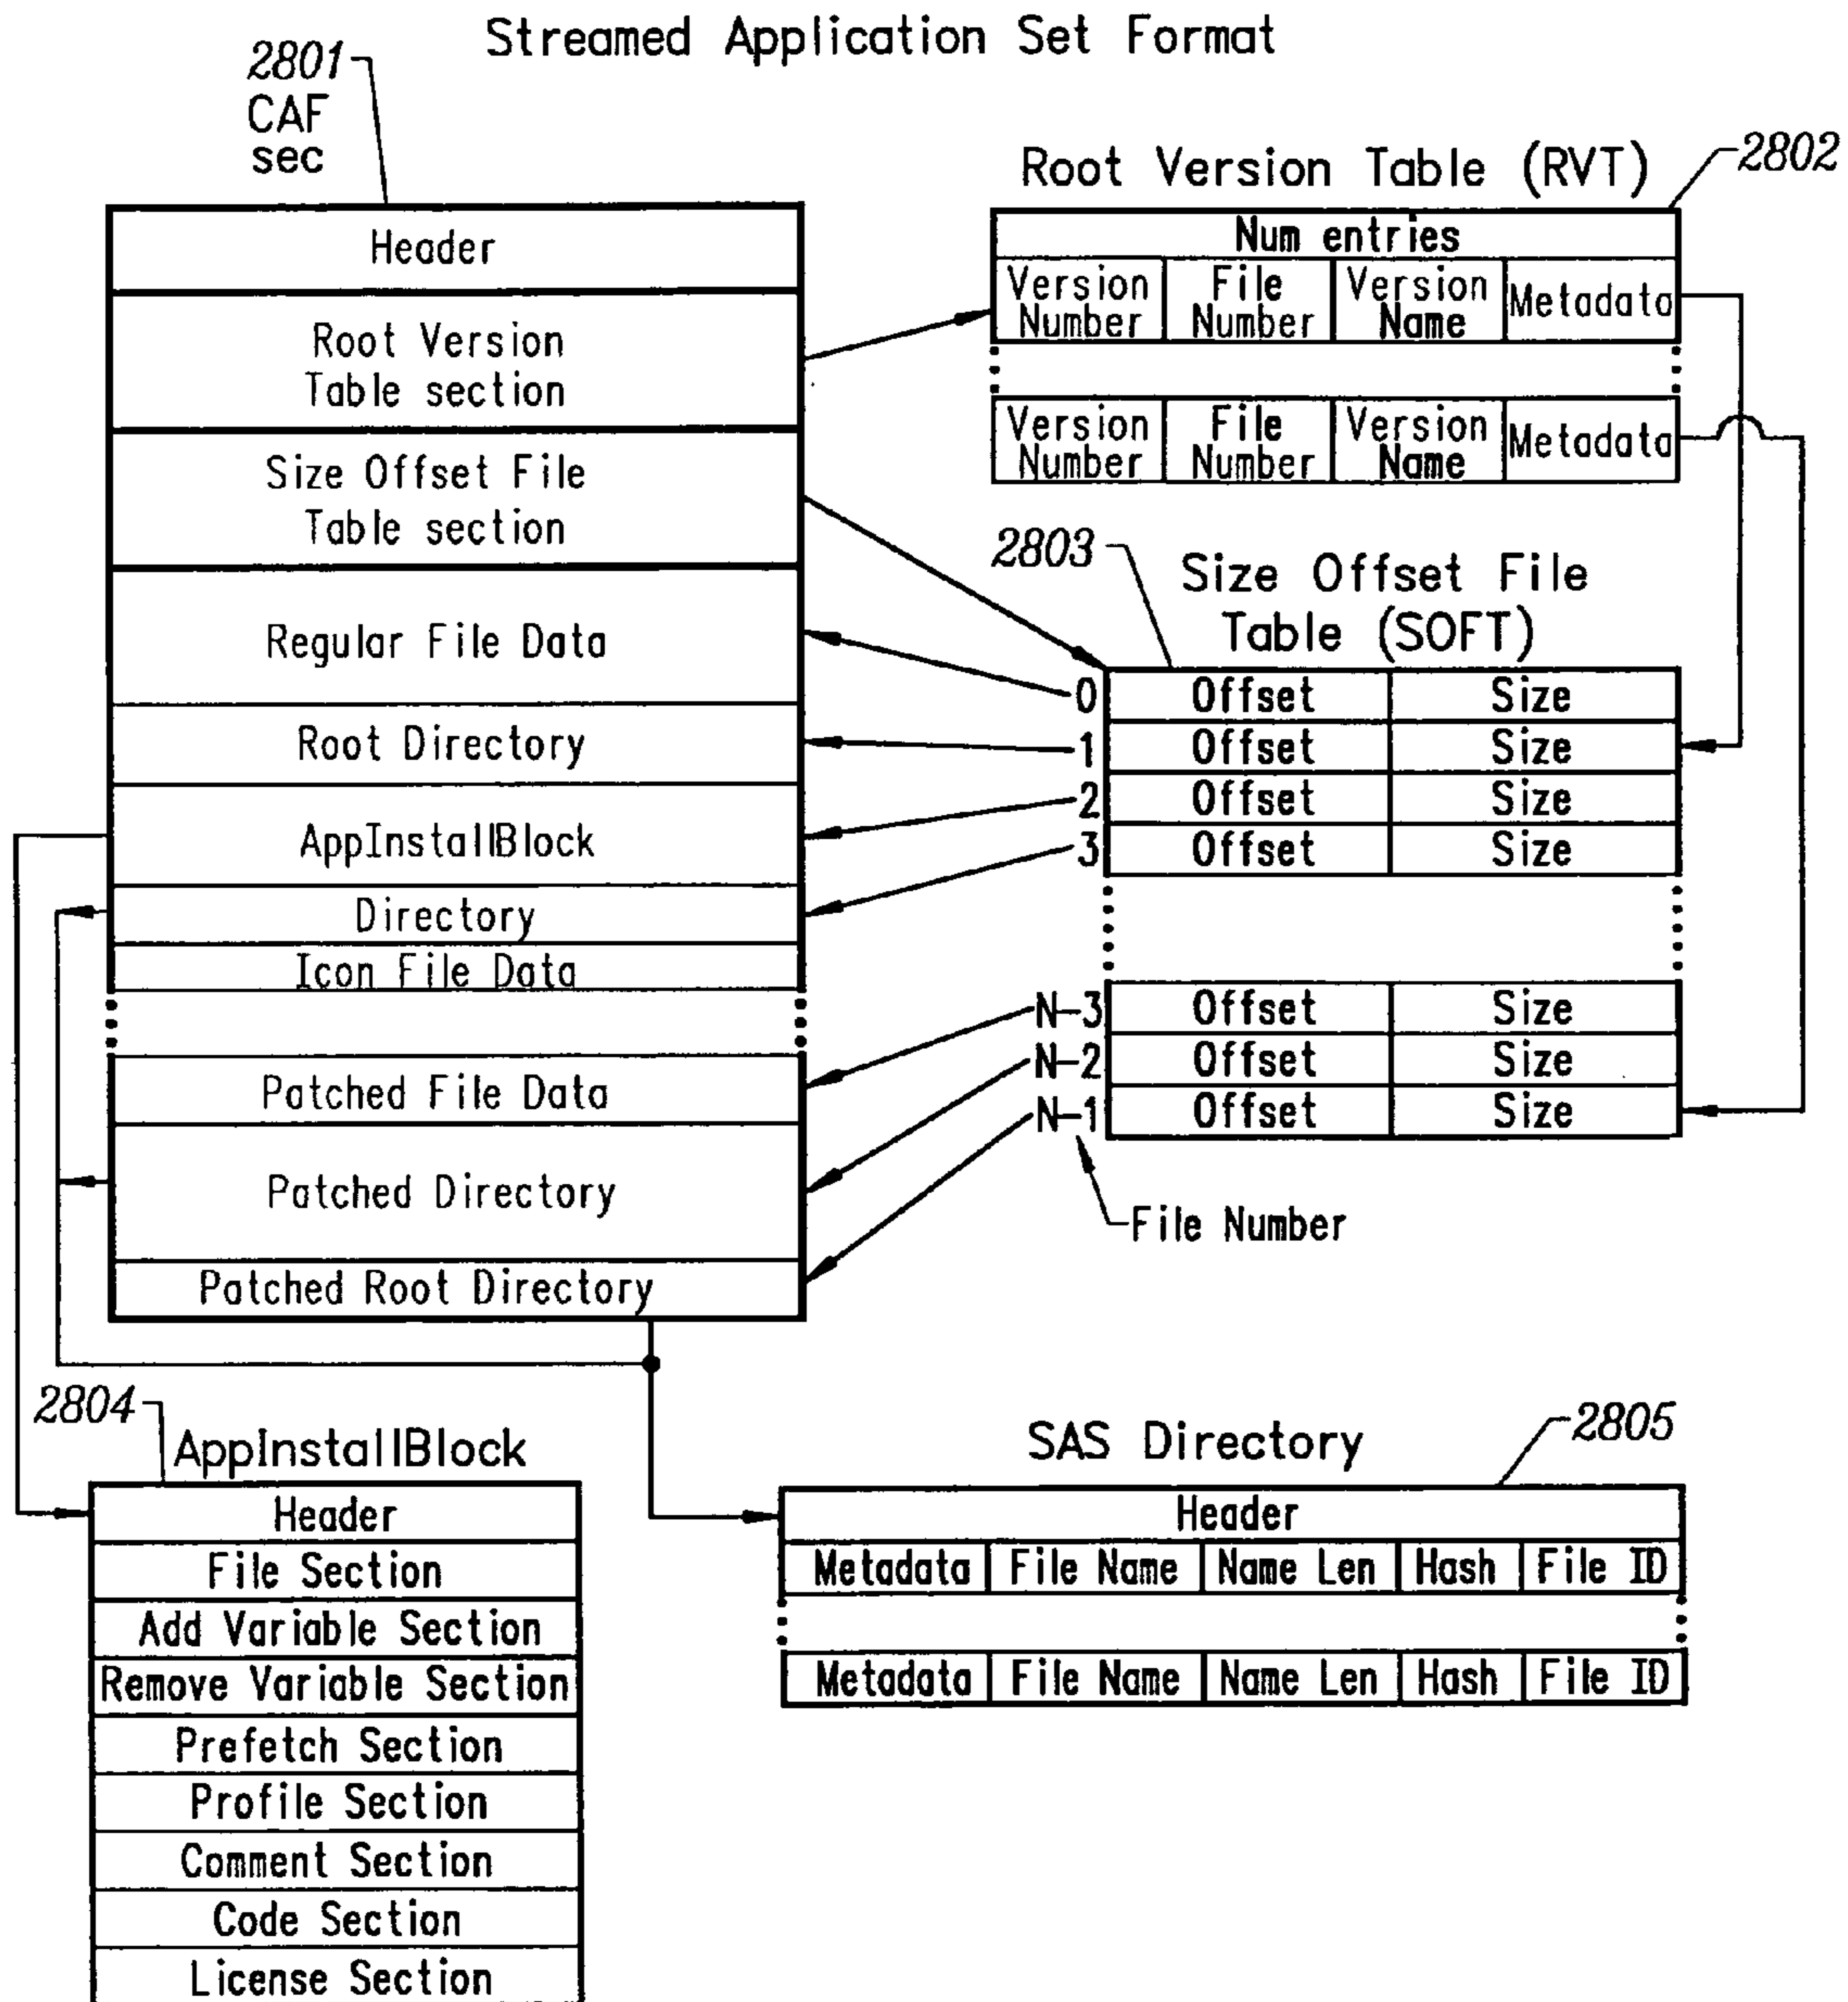 Streamed Application Set Format
2801
CAF
sec
Header
Root Version
Table section
Size Offset File
Table section
Regular File Data
Root Directory
AppInstallBlock
Directory
Icon File Data
Patched File Data
Patched Directory
Patched Root Directory
Root Version Table (RVT)
2802
Num entries
Version Number File Number Version Name Metadata
Version Number File Number Version Name Metadata
2803
Size Offset File
Table (SOFT)
0 Offset Size
1 Offset Size
2 Offset Size
3 Offset Size
N-3 Offset Size
N-2 Offset Size
N-1 Offset Size
File Number
2804
AppInstallBlock
Header
File Section
Add Variable Section
Remove Variable Section
Prefetch Section
Profile Section
Comment Section
Code Section
License Section
SAS Directory
2805
Header
Metadata File Name Name Len Hash File ID
Metadata File Name Name Len Hash File ID